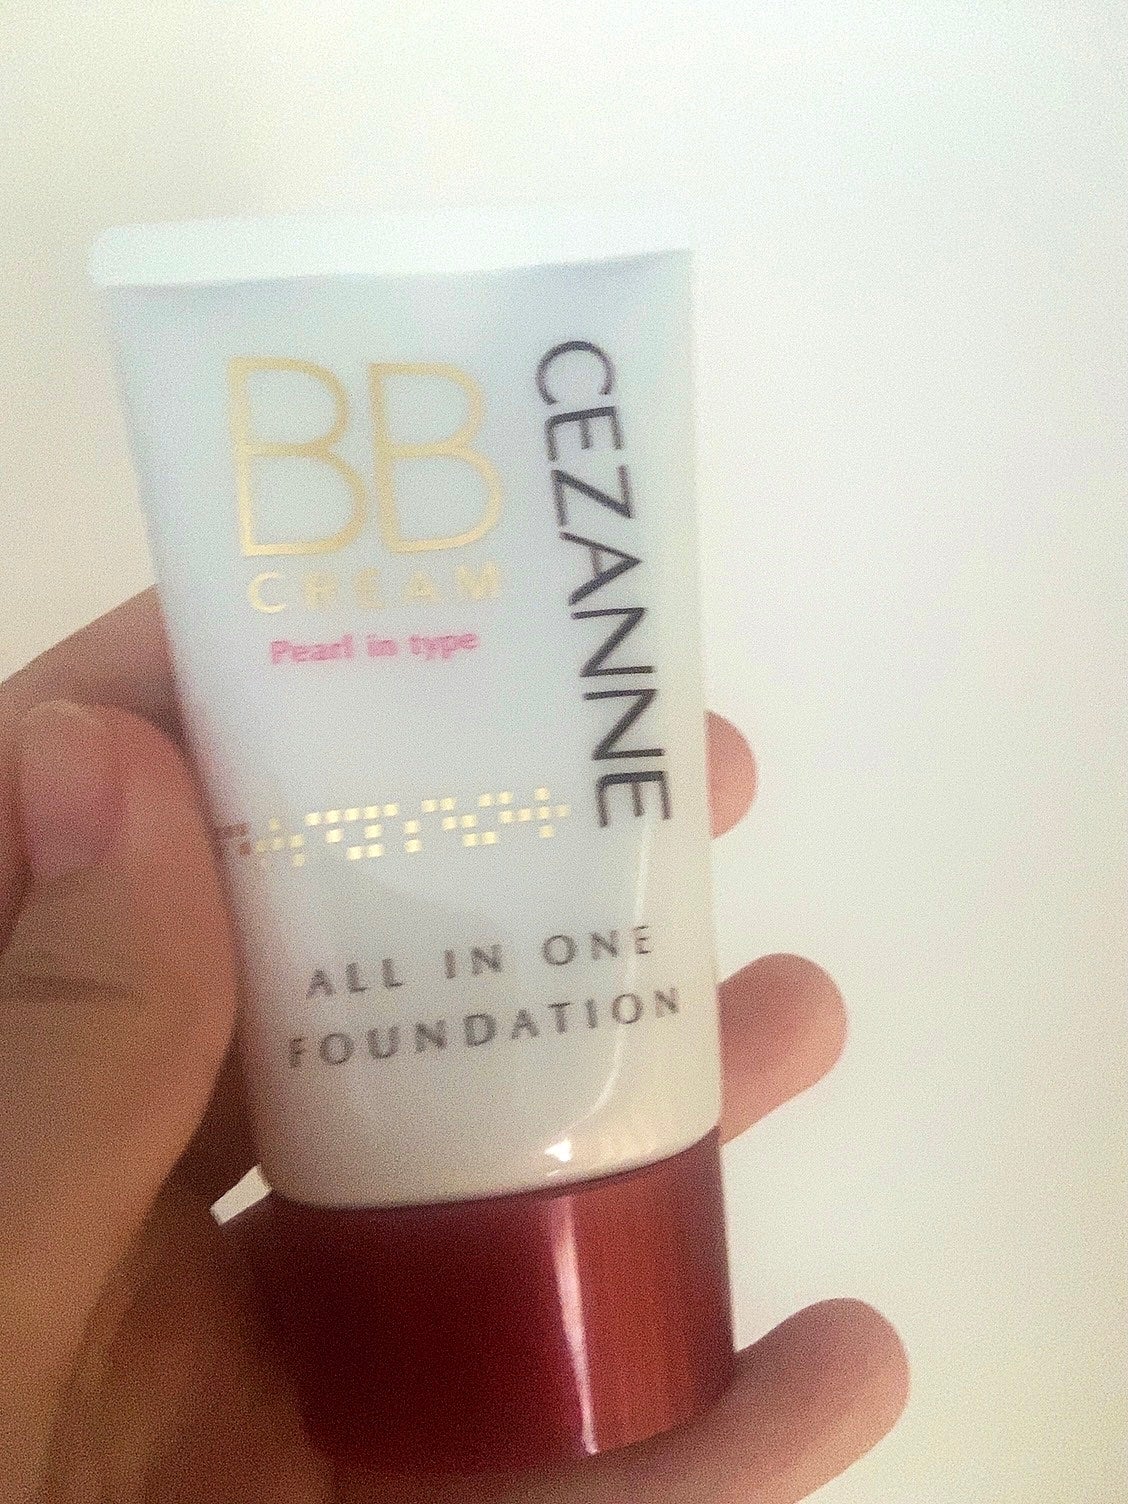 BB
CREAM
Pearl in type
CEZANNE
ALL IN ONE
FOUNDATION